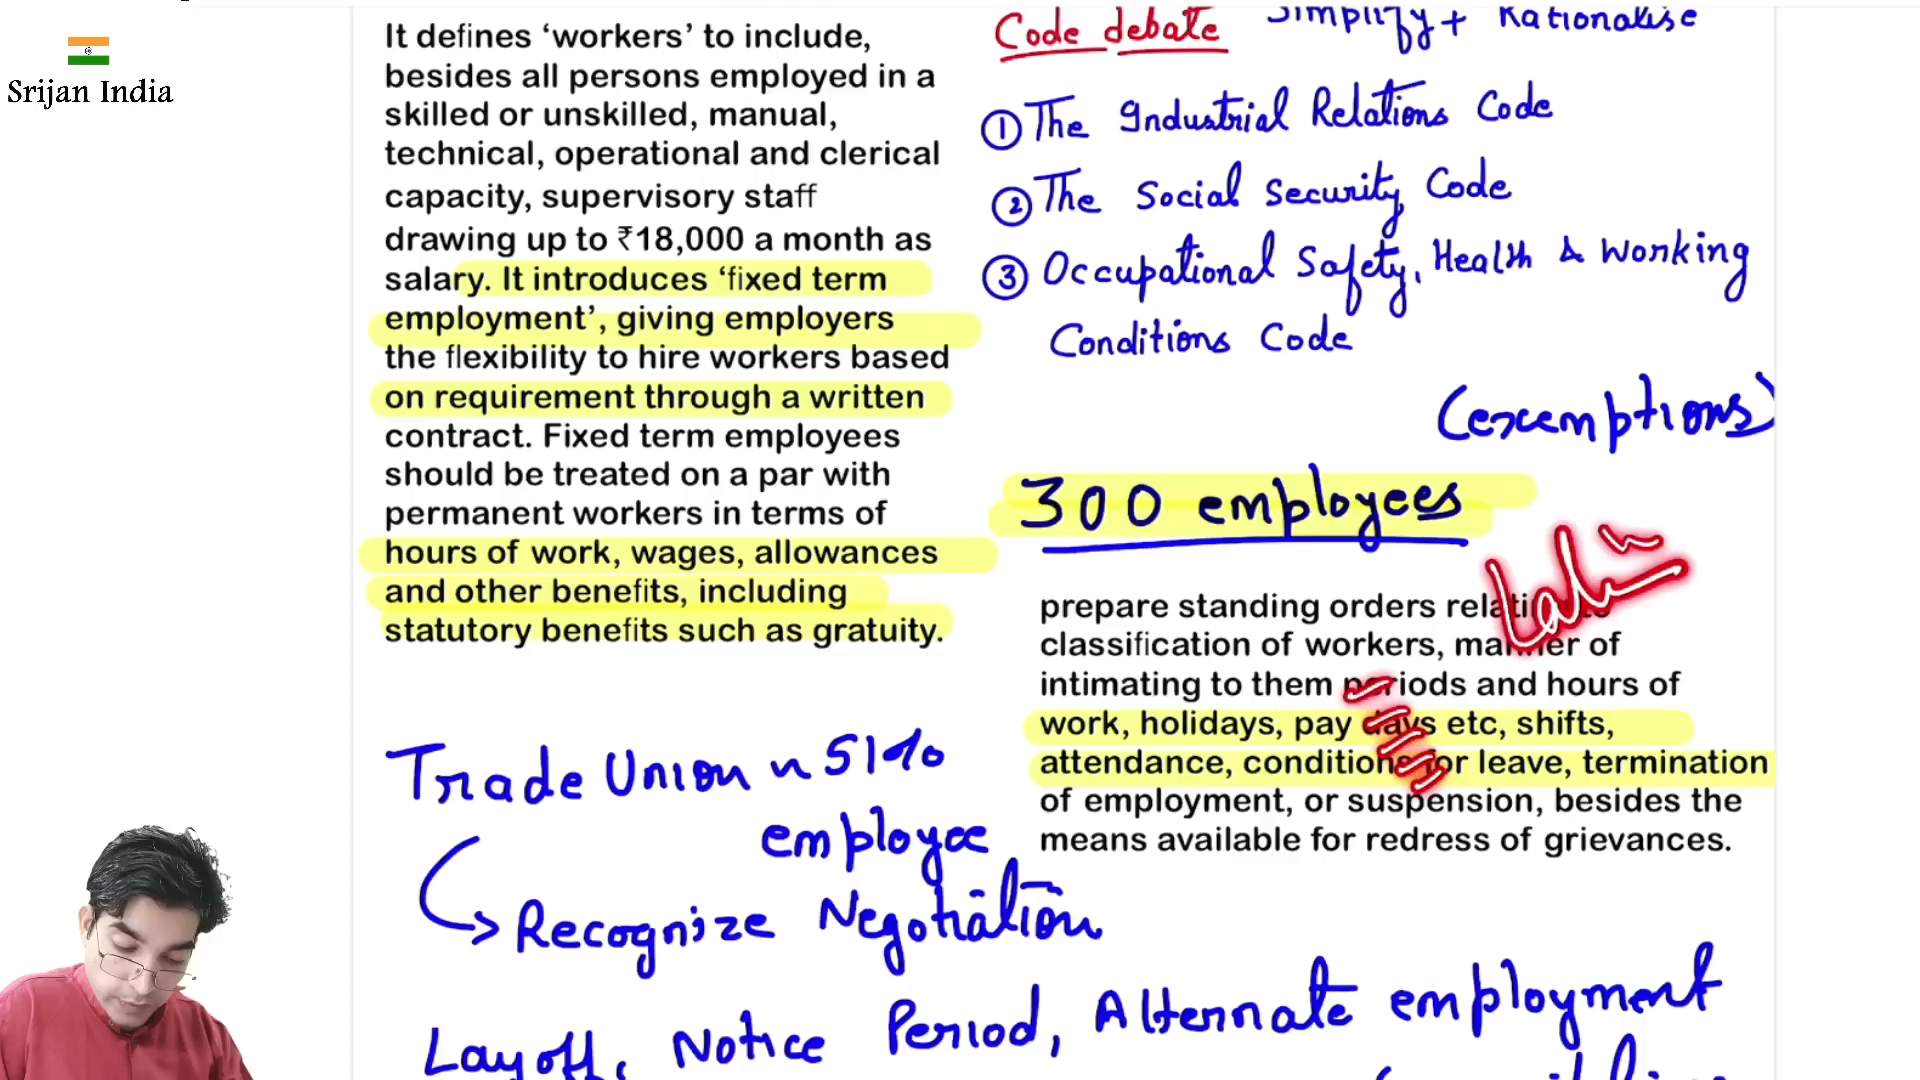 Srijan India
It defines ‘workers’ to include,
besides all persons employed in a
skilled or unskilled, manual,
technical, operational and clerical
capacity, supervisory staff
drawing up to ₹18,000 a month as
salary. It introduces ‘fixed term
employment’, giving employers
the flexibility to hire workers based
on requirement through a written
contract. Fixed term employees
should be treated on a par with
permanent workers in terms of
hours of work, wages, allowances
and other benefits, including
statutory benefits such as gratuity.
Trade Union ~ 51%
employee
Recognize Negotiation
Code debate Simplify + Rationalise
① The Industrial Relations Code
② The Social Security Code
③ Occupational Safety, Health & Working
Conditions Code
(exemptions)
300 employees
prepare standing orders
classification of workers, manner of
intimating to them periods and hours of
work, holidays, pay days etc, shifts,
attendance, conditions for leave, termination
of employment, or suspension, besides the
means available for redress of grievances.
Layoff, Notice Period, Alternate employment